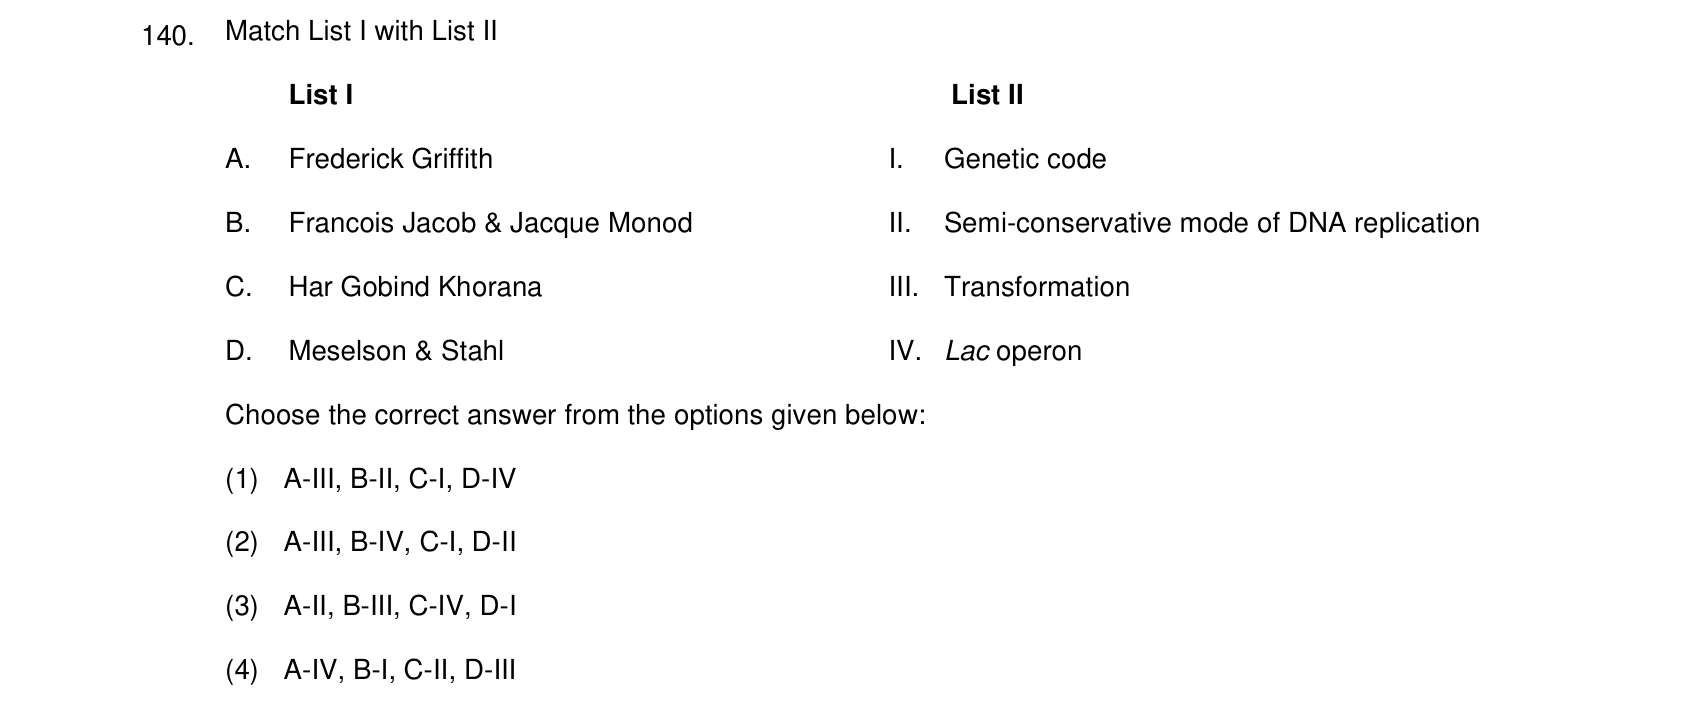 140. Match List I with List II
List I List II
A. Frederick Griffith I. Genetic code
B. Francois Jacob & Jacque Monod II. Semi-conservative mode of DNA replication
C. Har Gobind Khorana III. Transformation
D. Meselson & Stahl IV. Lac operon
Choose the correct answer from the options given below:
(1) A-III, B-II, C-I, D-IV
(2) A-III, B-IV, C-I, D-II
(3) A-II, B-III, C-IV, D-I
(4) A-IV, B-I, C-II, D-III